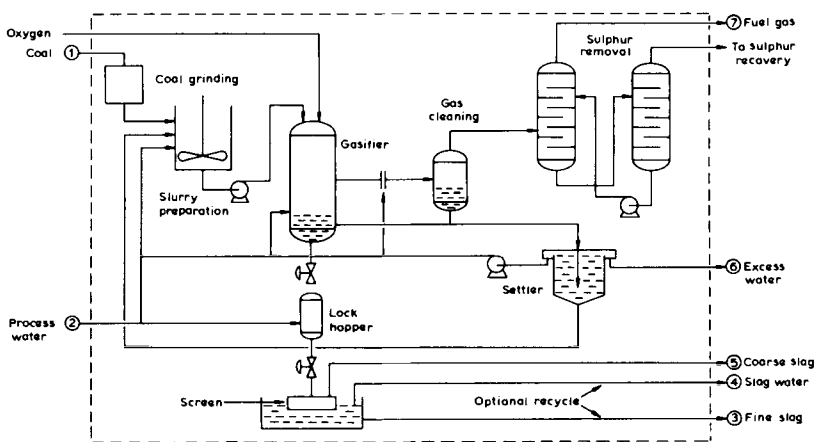 ⑦ Fuel gas
Oxygen
Sulphur
removal
To sulphur
recovery
Coal ①
Coal grinding
Gas
cleaning
Gasifier
Slurry
preparation
⑥ Excess
water
Settler
Process ②
water
Lock
hopper
⑤ Coarse slag
④ Slag water
Screen
Optional recycle
③ Fine slag